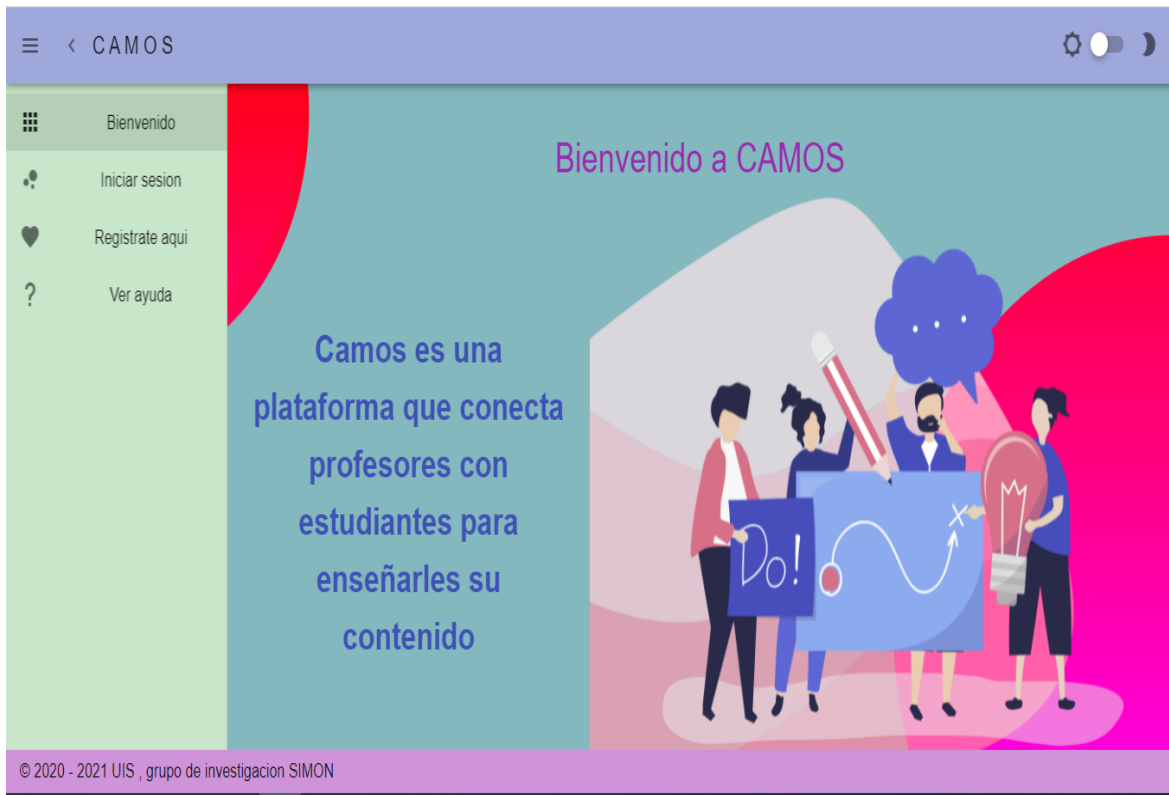 CAMOS
Bienvenido
Iniciar sesion
Registrate aqui
Ver ayuda
Bienvenido a CAMOS
Camos es una
plataforma que conecta
profesores con
estudiantes para
enseñarles su
contenido
Do!
© 2020 - 2021 UIS , grupo de investigacion SIMON